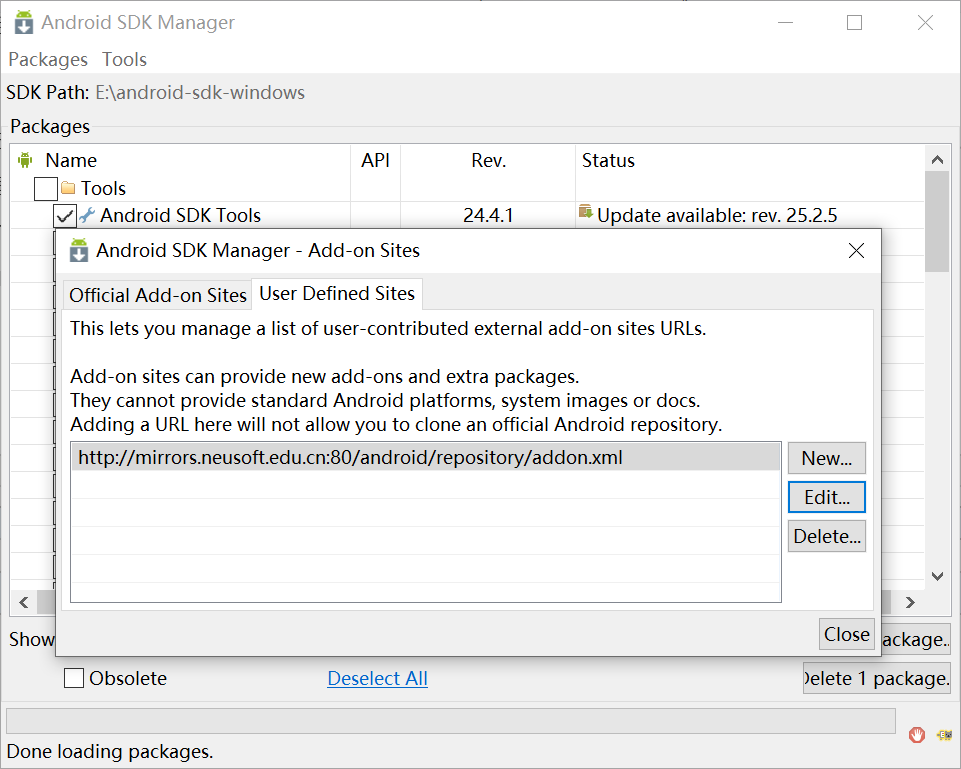 Android SDK Manager
Packages Tools
SDK Path: E:\android-sdk-windows
Packages
Name API Rev. Status
Tools
Android SDK Tools 24.4.1 Update available: rev. 25.2.5
Android SDK Manager - Add-on Sites
Official Add-on Sites User Defined Sites
This lets you manage a list of user-contributed external add-on sites URLs.
Add-on sites can provide new add-ons and extra packages.
They cannot provide standard Android platforms, system images or docs.
Adding a URL here will not allow you to clone an official Android repository.
http://mirrors.neusoft.edu.cn:80/android/repository/addon.xml New...
Edit...
Delete...
Close
Show ackage..
Obsolete Deselect All Delete 1 package.
Done loading packages.